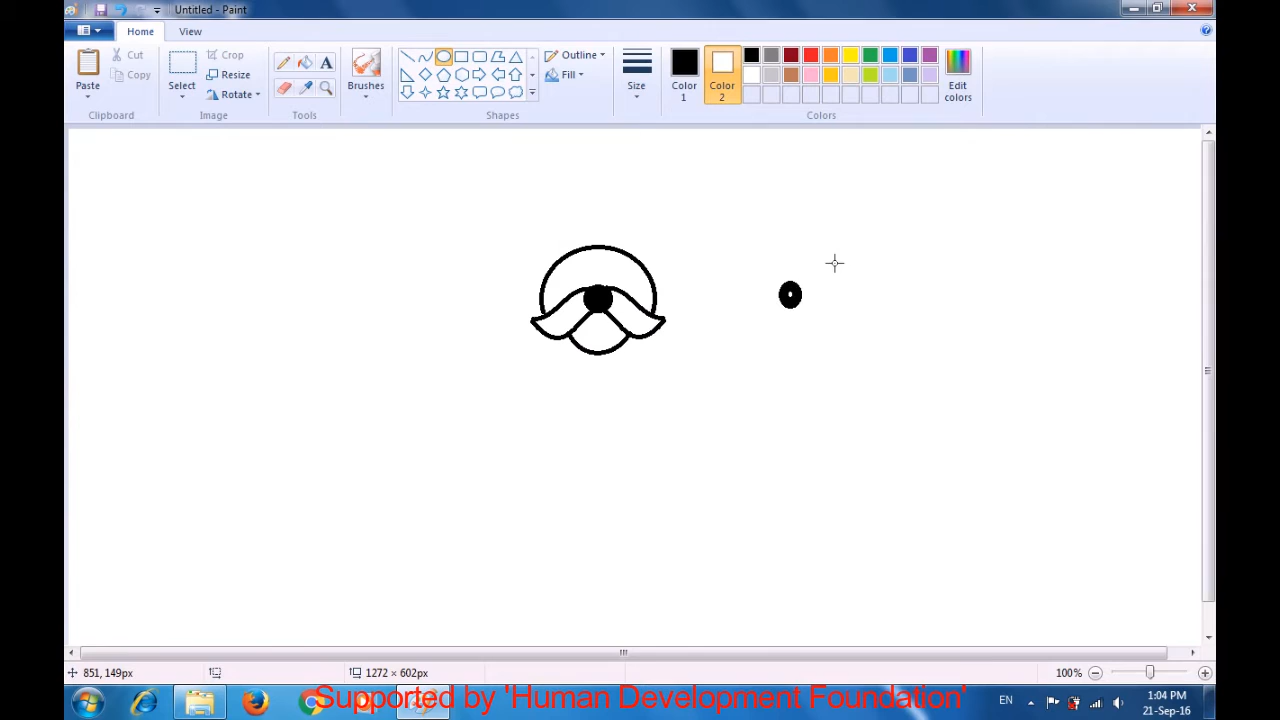 Untitled - Paint
Home View
Paste
Cut
Copy
Clipboard
Select
Crop
Resize
Rotate
Image
A
Tools
Brushes
Outline
Fill
Shapes
Size
Color 1
Color 2
Edit colors
Colors
851, 149px
1272 × 602px
100%
EN
1:04 PM
21-Sep-16
Supported by 'Human Development Foundation'